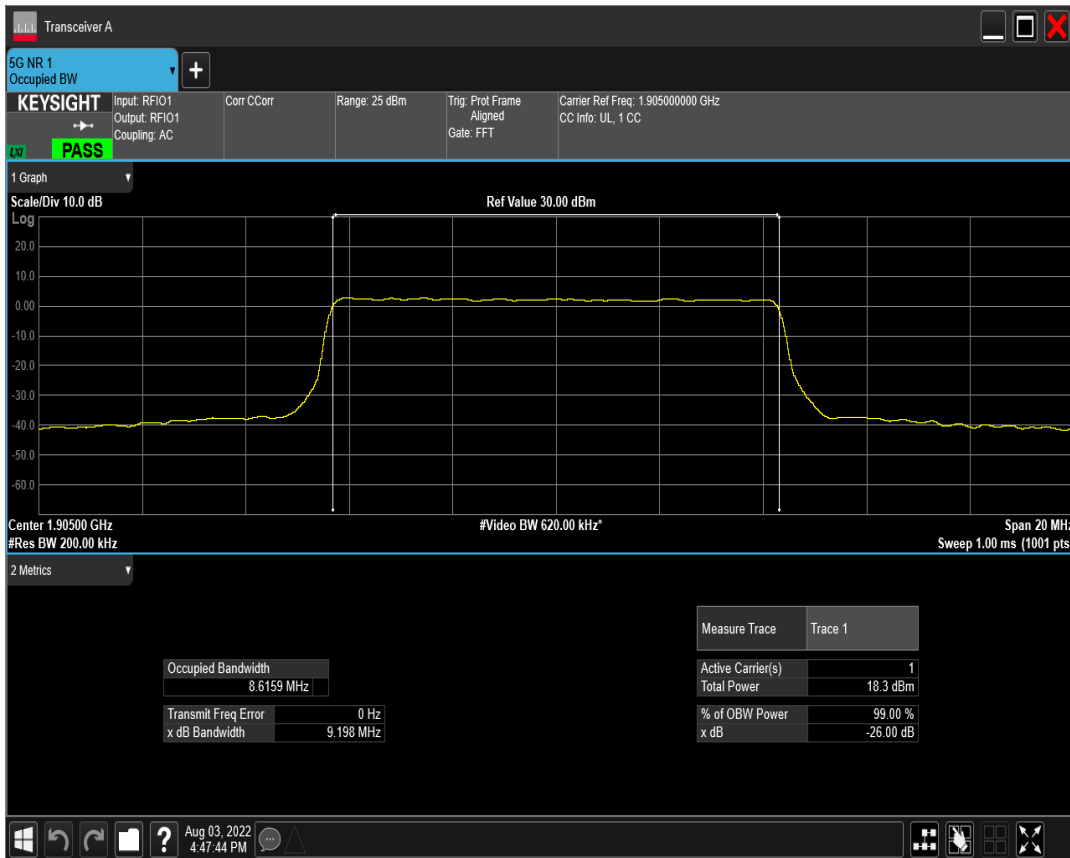 Transceiver A
5G NR 1
Occupied BW
+
KEYSIGHT
LXI
PASS
Input: RFIO1
Output: RFIO1
Coupling: AC
Corr CCorr
Range: 25 dBm
Trig: Prot Frame
Aligned
Gate: FFT
Carrier Ref Freq: 1.905000000 GHz
CC Info: UL, 1 CC
1 Graph
Scale/Div 10.0 dB
Ref Value 30.00 dBm
Log
20.0
10.0
0.00
-10.0
-20.0
-30.0
-40.0
-50.0
-60.0
Center 1.90500 GHz
#Video BW 620.00 kHz*
Span 20 MHz
#Res BW 200.00 kHz
Sweep 1.00 ms (1001 pts
2 Metrics
Measure Trace Trace 1
Occupied Bandwidth
8.6159 MHz
Active Carrier(s) 1
Total Power 18.3 dBm
Transmit Freq Error 0 Hz
x dB Bandwidth 9.198 MHz
% of OBW Power 99.00 %
x dB -26.00 dB
?
Aug 03, 2022
4:47:44 PM